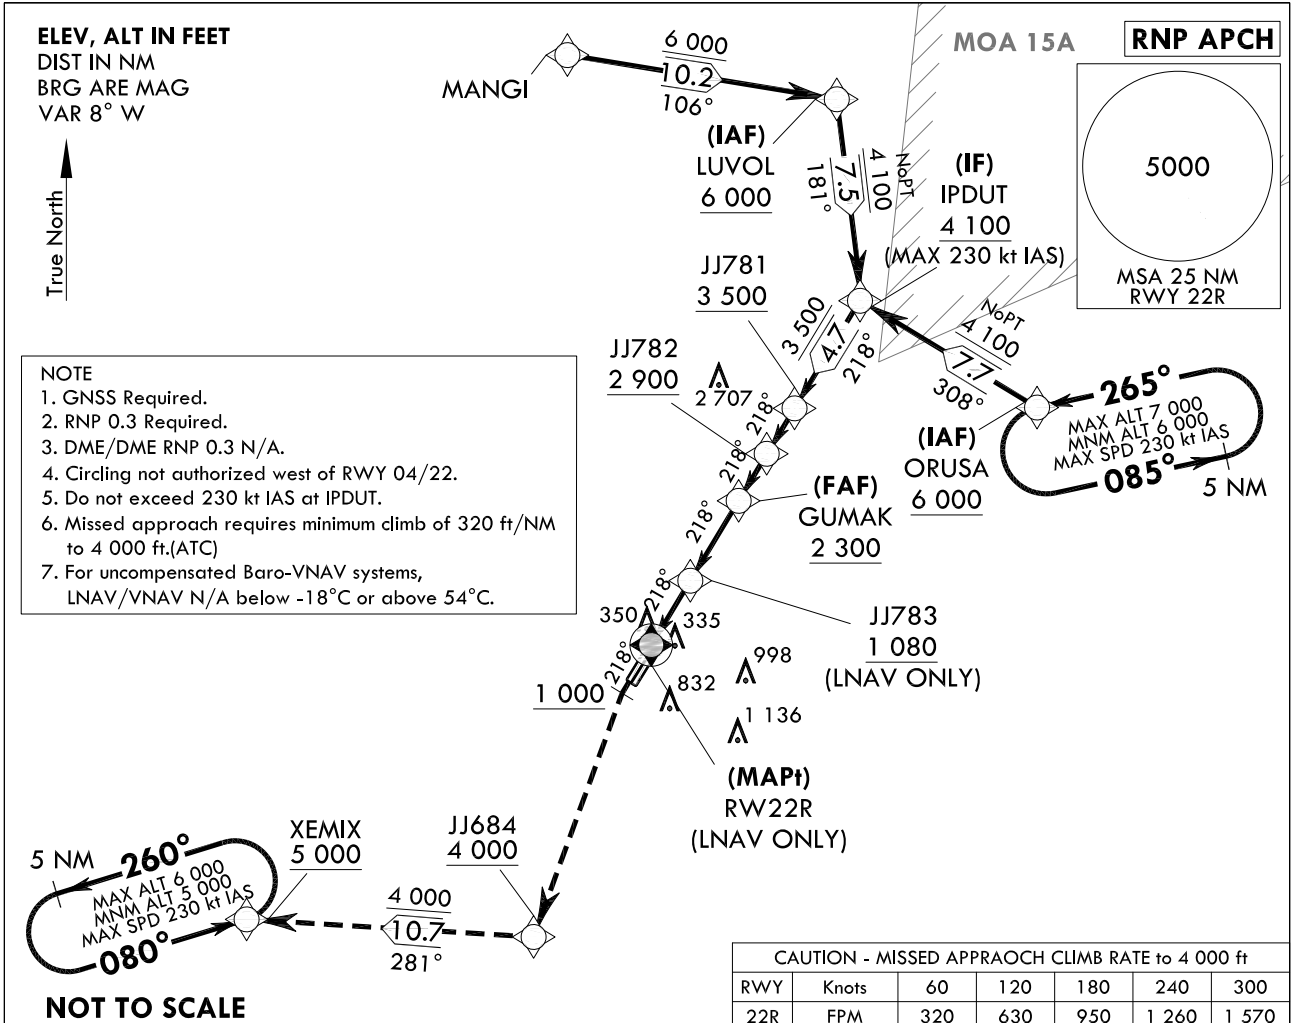 ELEV, ALT IN FEET
DIST IN NM
BRG ARE MAG
VAR 8° W
True North
MANGI
6 000
10.2
106°
MOA 15A
RNP APCH
5000
MSA 25 NM
RWY 22R
(IAF)
LUVOL
6 000
NoPT
4 100
7.5
181°
(IF)
IPDUT
4 100
(MAX 230 kt IAS)
JJ781
3 500
3 500
4.7
218°
NoPT
4 100
7.7
308°
JJ782
2 900
2 707
218°
218°
(IAF)
ORUSA
6 000
265°
MAX ALT 7 000
MNM ALT 6 000
MAX SPD 230 kt IAS
085°
5 NM
NOTE
1. GNSS Required.
2. RNP 0.3 Required.
3. DME/DME RNP 0.3 N/A.
4. Circling not authorized west of RWY 04/22.
5. Do not exceed 230 kt IAS at IPDUT.
6. Missed approach requires minimum climb of 320 ft/NM
to 4 000 ft.(ATC)
7. For uncompensated Baro-VNAV systems,
LNAV/VNAV N/A below -18°C or above 54°C.
(FAF)
GUMAK
2 300
218°
218°
JJ783
1 080
(LNAV ONLY)
350
335
218°
1 000
832
998
1 136
(MAPt)
RW22R
(LNAV ONLY)
XEMIX
5 000
JJ684
4 000
5 NM
260°
MAX ALT 6 000
MNM ALT 5 000
MAX SPD 230 kt IAS
080°
4 000
10.7
281°
NOT TO SCALE
CAUTION - MISSED APPRAOCH CLIMB RATE to 4 000 ft
RWY Knots 60 120 180 240 300
22R FPM 320 630 950 1 260 1 570